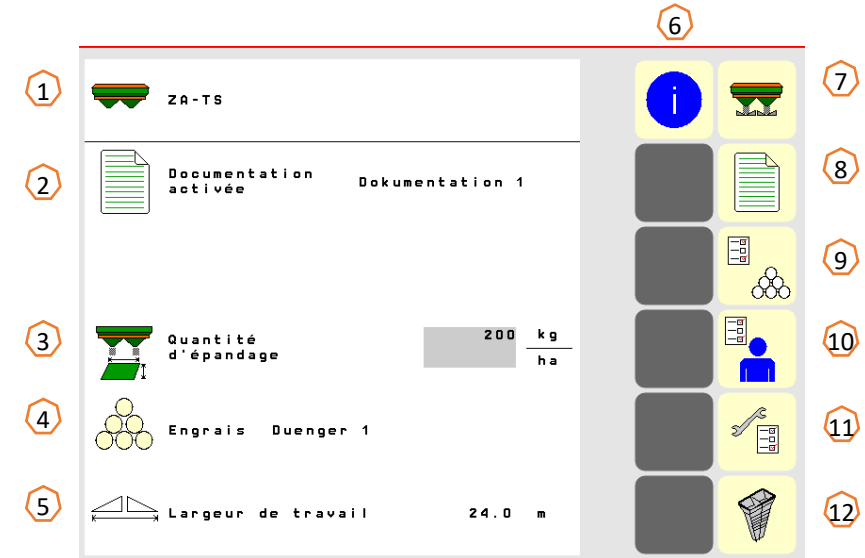 6
1
ZA-TS
i
7
2
Documentation
activée
Dokumentation 1
8
9
3
Quantité
d'épandage
200 kg
ha
10
4
Engrais Duenger 1
11
5
Largeur de travail 24.0 m
12